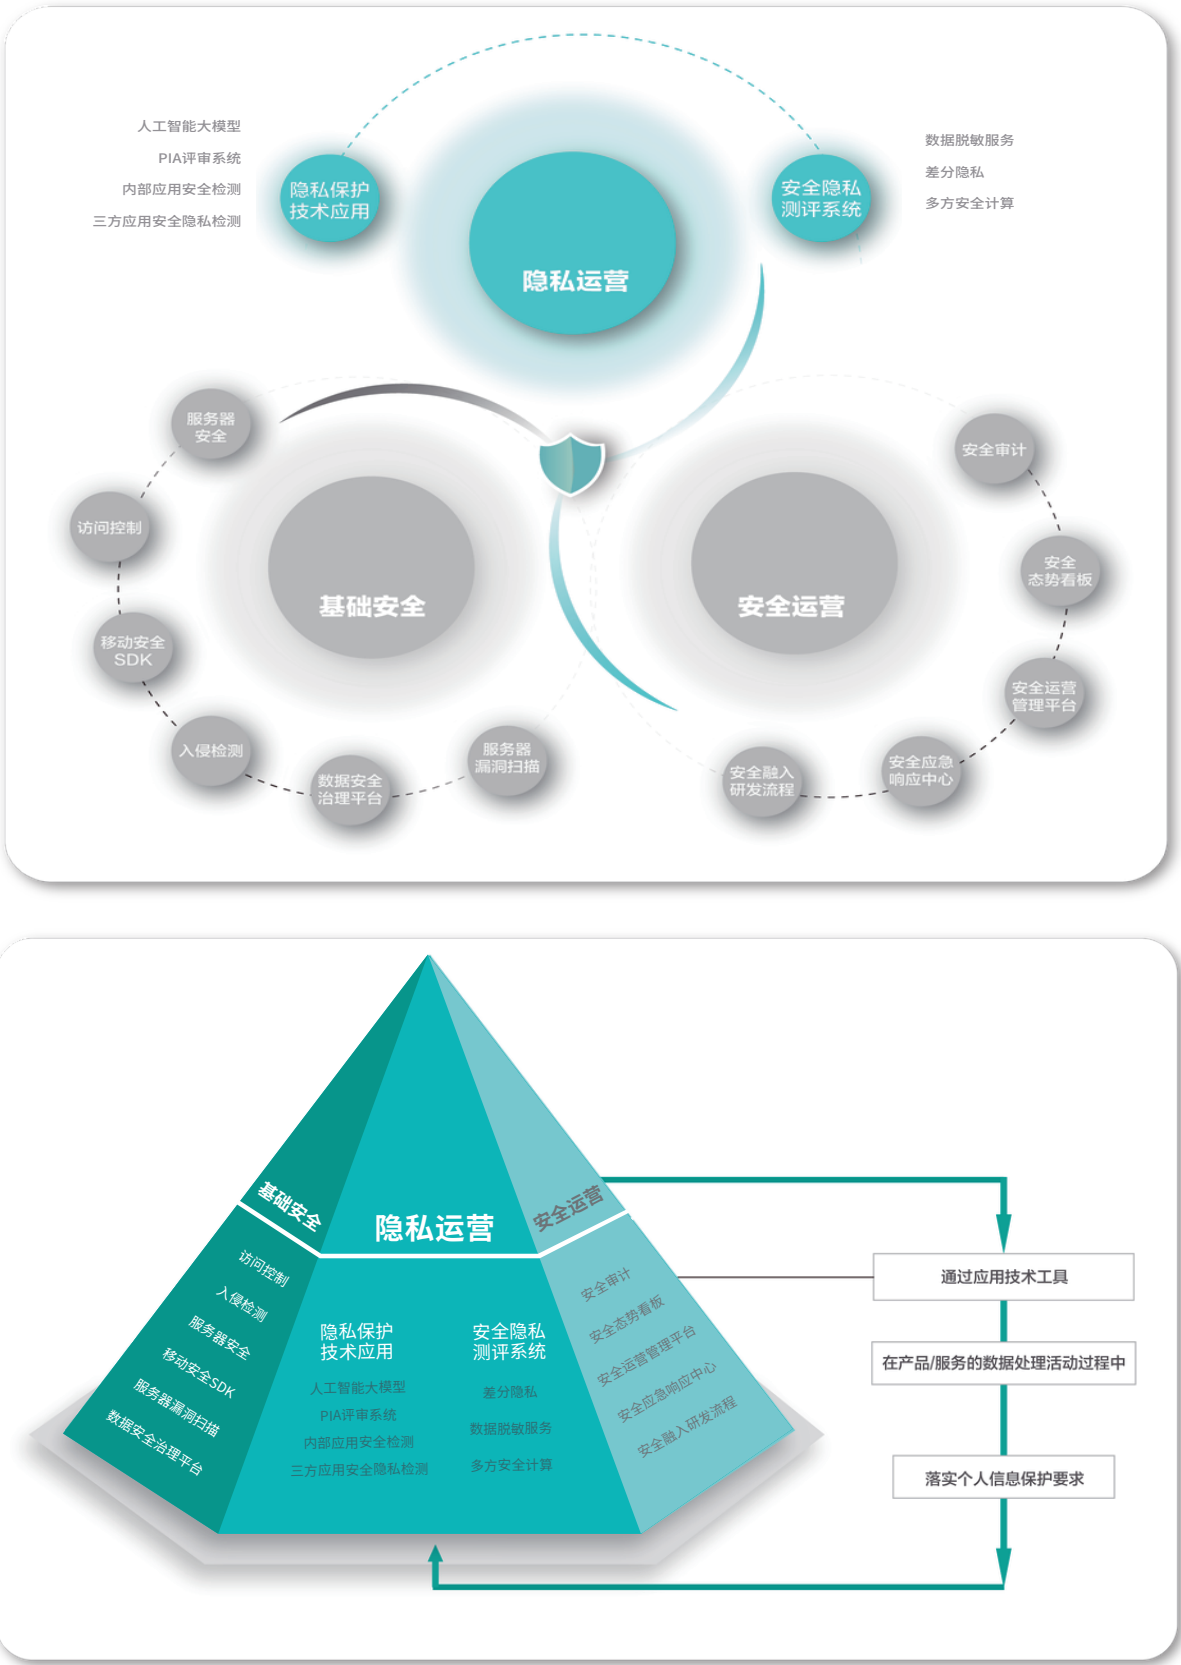 人工智能大模型
PIA评审系统
内部应用安全检测
三方应用安全隐私检测
隐私保护
技术应用
隐私运营
安全隐私
测评系统
数据脱敏服务
差分隐私
多方安全计算
服务器
安全
访问控制
移动安全
SDK
入侵检测
数据安全
治理平台
服务器
漏洞扫描
基础安全
安全运营
安全审计
安全
态势看板
安全运营
管理平台
安全应急
响应中心
安全融入
研发流程
基础安全
隐私运营
安全运营
访问控制
入侵检测
服务器安全
移动安全SDK
服务器漏洞扫描
数据安全治理平台
隐私保护
技术应用
人工智能大模型
PIA评审系统
内部应用安全检测
三方应用安全隐私检测
安全隐私
测评系统
差分隐私
数据脱敏服务
多方安全计算
安全审计
安全态势看板
安全运营管理平台
安全应急响应中心
安全融入研发流程
通过应用技术工具
在产品/服务的数据处理活动过程中
落实个人信息保护要求